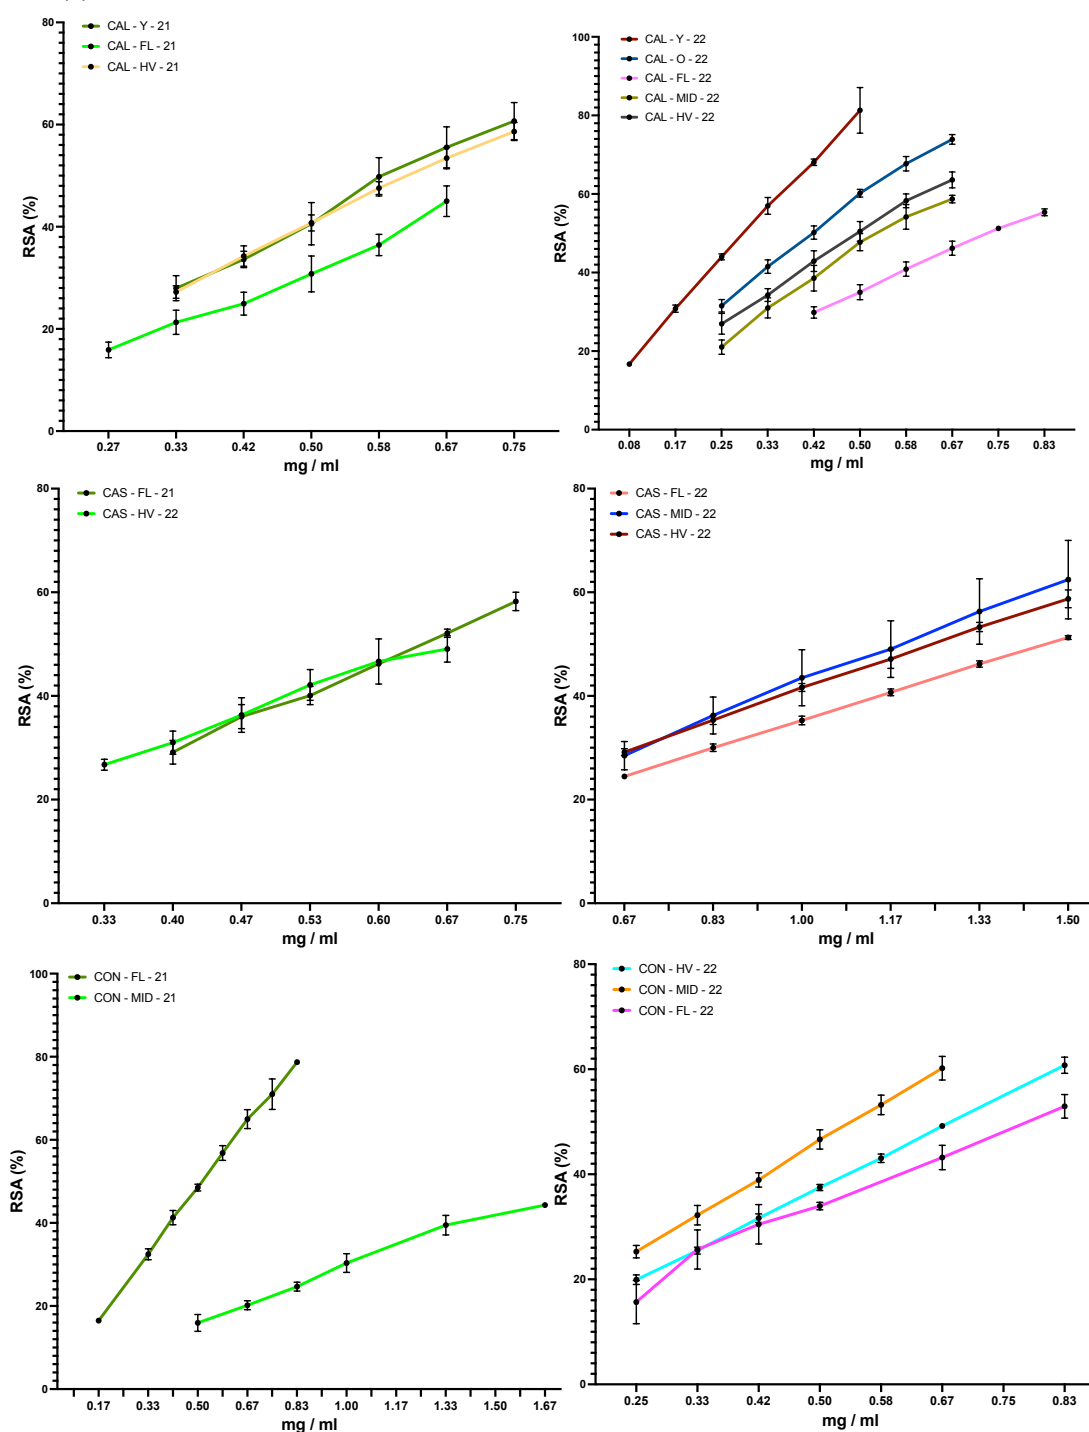 CAL - Y - 21
CAL - FL - 21
CAL - HV - 21
80
60
40
20
0
RSA (%)
0.27 0.33 0.42 0.50 0.58 0.67 0.75
mg / ml
CAL - Y - 22
CAL - O - 22
CAL - FL - 22
CAL - MID - 22
CAL - HV - 22
100
80
60
40
20
0
RSA (%)
0.08 0.17 0.25 0.33 0.42 0.50 0.58 0.67 0.75 0.83
mg / ml
CAS - FL - 21
CAS - HV - 22
80
60
40
20
0
RSA (%)
0.33 0.40 0.47 0.53 0.60 0.67 0.75
mg / ml
CAS - FL - 22
CAS - MID - 22
CAS - HV - 22
80
60
40
20
0
RSA (%)
0.67 0.83 1.00 1.17 1.33 1.50
mg / ml
CON - FL - 21
CON - MID - 21
100
80
60
40
20
0
RSA (%)
0.17 0.33 0.50 0.67 0.83 1.00 1.17 1.33 1.50 1.67
mg / ml
CON - HV - 22
CON - MID - 22
CON - FL - 22
80
60
40
20
0
RSA (%)
0.25 0.33 0.42 0.50 0.58 0.67 0.75 0.83
mg / ml